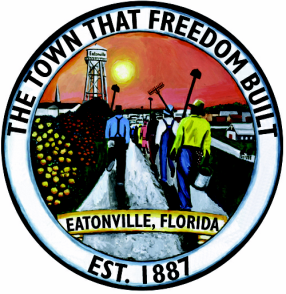 THE TOWN THAT FREEDOM BUILT
Eatonville
EATONVILLE, FLORIDA
EST. 1887